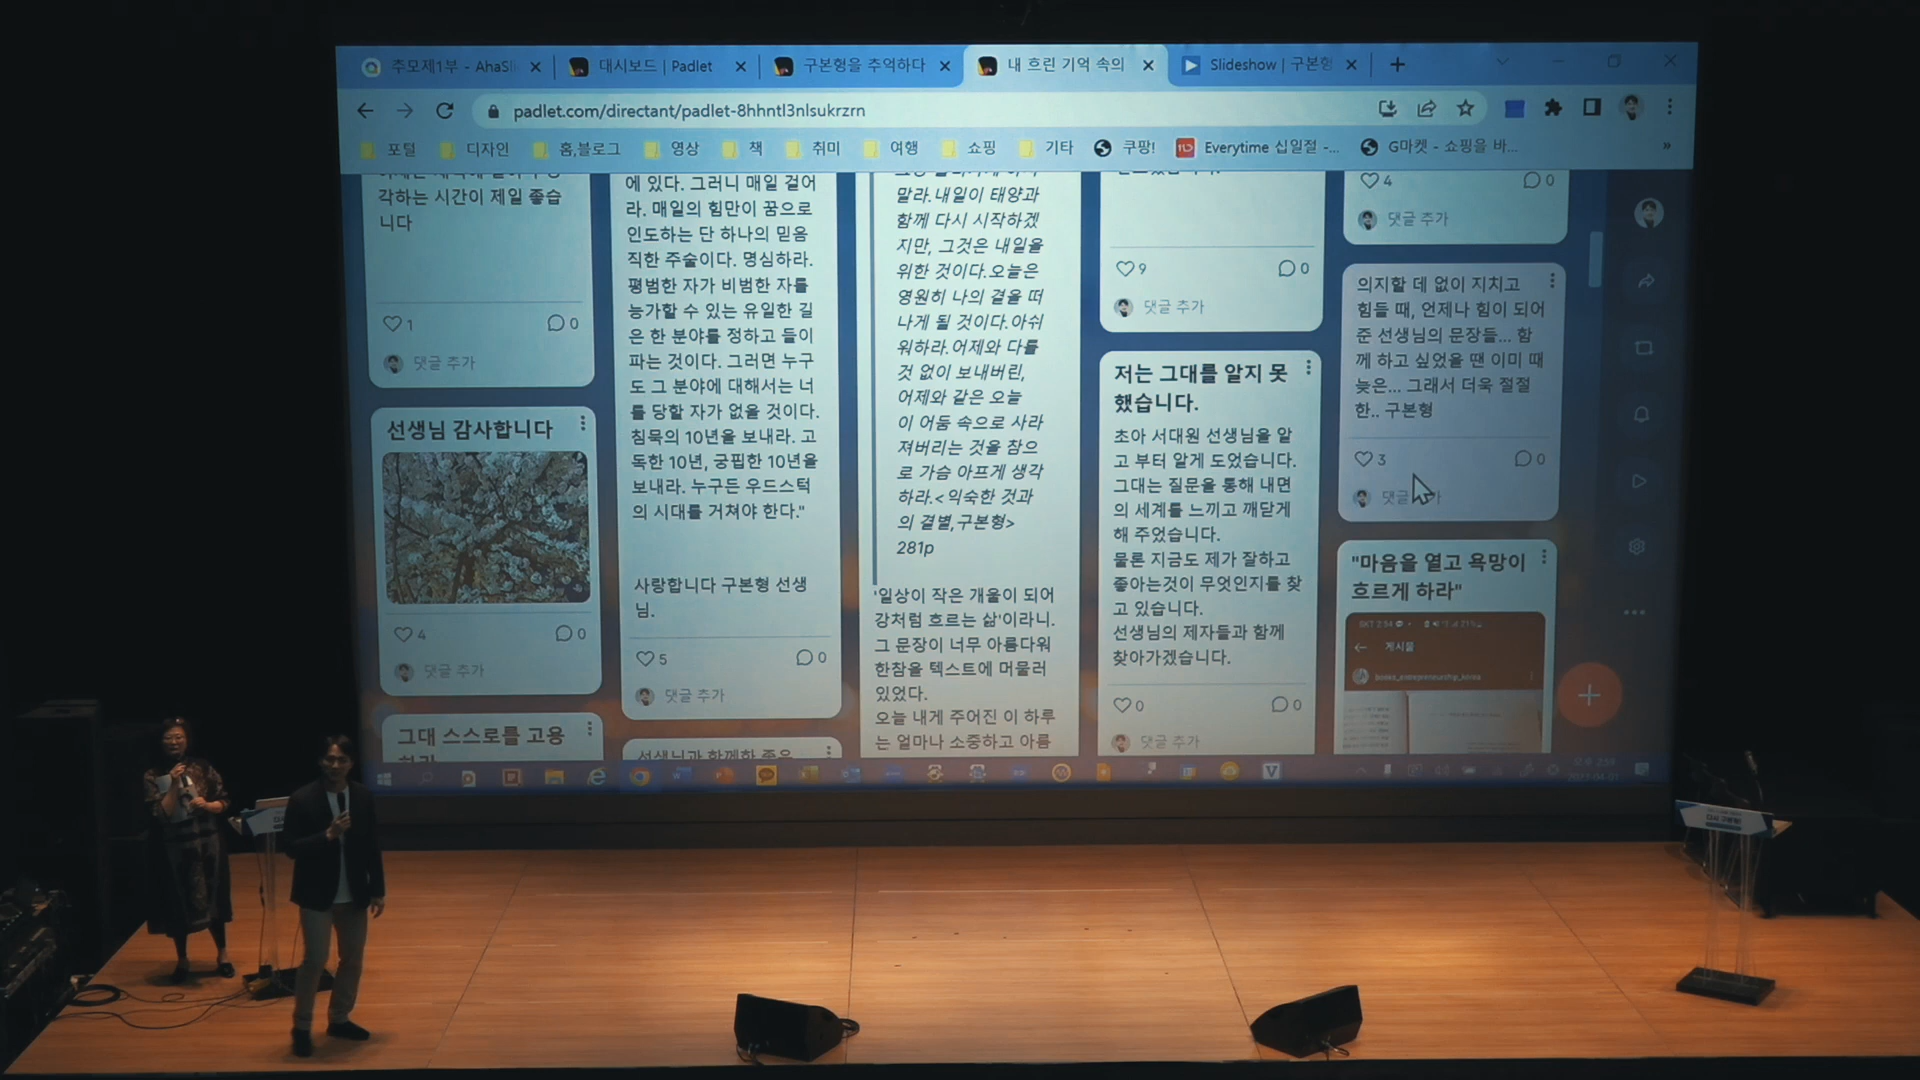 추모제1부 - AhaSli
대시보드 | Padlet
구본형을 추억하다
내 흐린 기억 속의
Slideshow | 구본형
padlet.com/directant/padlet-8hhntl3nlsukrzrn
포털
디자인
홈,블로그
영상
책
취미
여행
쇼핑
기타
쿠팡!
Everytime 십일절 -...
G마켓 - 쇼핑을 바...
»
각하는 시간이 제일 좋습
니다
1
0
댓글 추가
선생님 감사합니다
4
0
댓글 추가
그대 스스로를 고용
에 있다. 그러니 매일 걸어
라. 매일의 힘만이 꿈으로
인도하는 단 하나의 믿음
직한 주술이다. 명심하라.
평범한 자가 비범한 자를
능가할 수 있는 유일한 길
은 한 분야를 정하고 들이
파는 것이다. 그러면 누구
도 그 분야에 대해서는 너
를 당할 자가 없을 것이다.
침묵의 10년을 보내라. 고
독한 10년, 궁핍한 10년을
보내라. 누구든 우드스턱
의 시대를 거쳐야 한다."
사랑합니다 구본형 선생
님.
5
0
댓글 추가
선생님과 함께한 좋은
말라.내일이 태양과
함께 다시 시작하겠
지만, 그것은 내일을
위한 것이다.오늘은
영원히 나의 곁을 떠
나게 될 것이다.아쉬
워하라.어제와 다를
것 없이 보내버린,
어제와 같은 오늘
이 어둠 속으로 사라
져버리는 것을 참으
로 가슴 아프게 생각
하라.<익숙한 것과
의 결별,구본형>
281p
'일상이 작은 개울이 되어
강처럼 흐르는 삶'이라니.
그 문장이 너무 아름다워
한참을 텍스트에 머물러
있었다.
오늘 내게 주어진 이 하루
는 얼마나 소중하고 아름
9
0
댓글 추가
저는 그대를 알지 못
했습니다.
초아 서대원 선생님을 알
고 부터 알게 도었습니다.
그대는 질문을 통해 내면
의 세계를 느끼고 깨닫게
해 주었습니다.
물론 지금도 제가 잘하고
좋아는것이 무엇인지를 찾
고 있습니다.
선생님의 제자들과 함께
찾아가겠습니다.
0
0
댓글 추가
4
0
댓글 추가
의지할 데 없이 지치고
힘들 때, 언제나 힘이 되어
준 선생님의 문장들... 함
께 하고 싶었을 땐 이미 때
늦은... 그래서 더욱 절절
한.. 구본형
3
0
"마음을 열고 욕망이
흐르게 하라"
게시물
books_entrepreneurship_korea